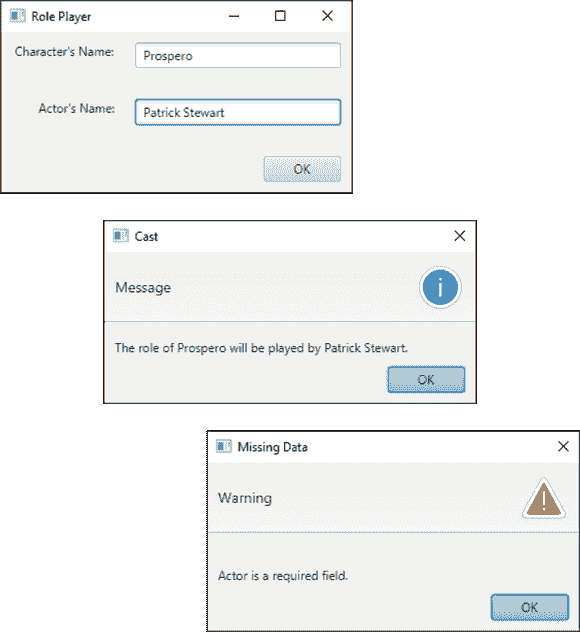 Role Player
Character's Name: Prospero
Actor's Name: Patrick Stewart
OK
Cast
Message
The role of Prospero will be played by Patrick Stewart.
OK
Missing Data
Warning
Actor is a required field.
OK